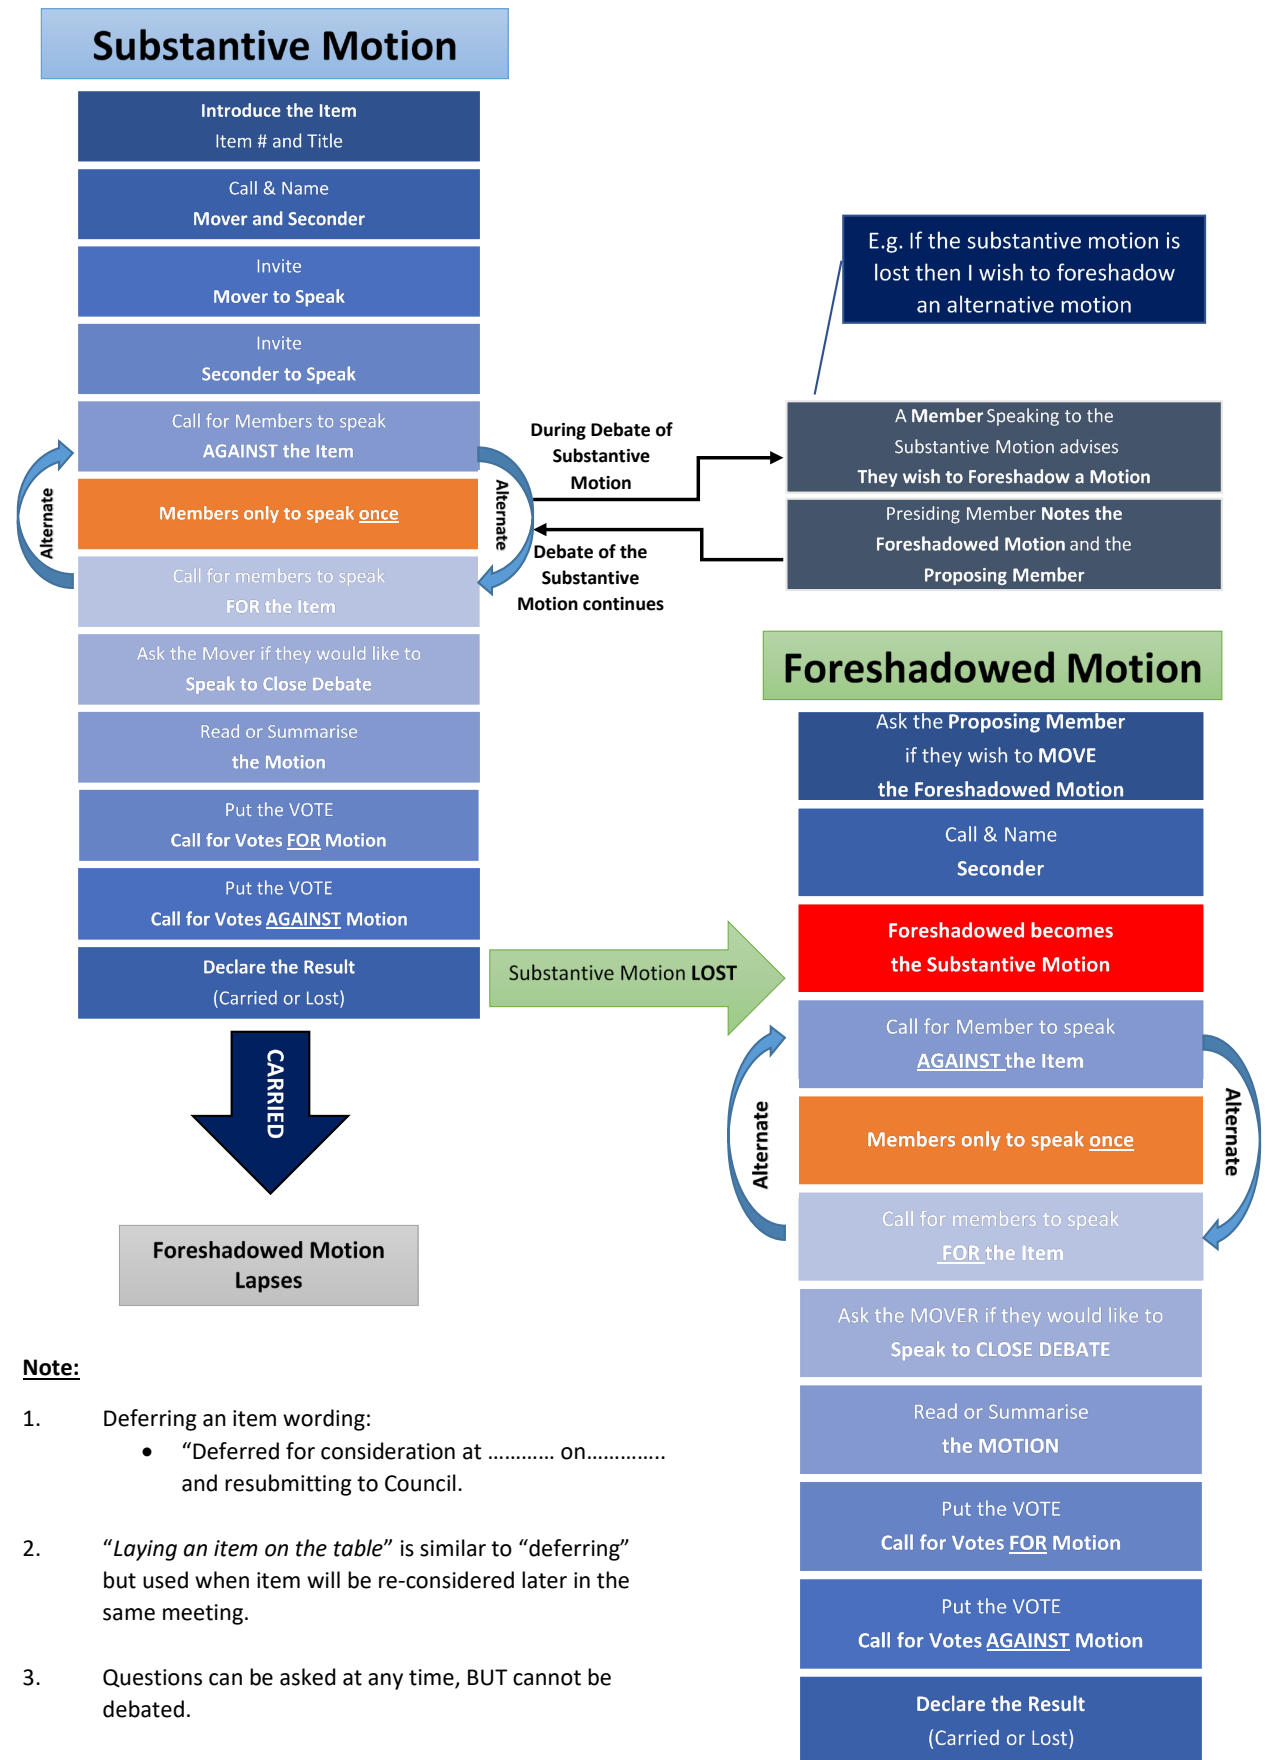 Substantive Motion
Introduce the Item
Item # and Title
Call & Name
Mover and Seconder
Invite
Mover to Speak
Invite
Seconder to Speak
Call for Members to speak
AGAINST the Item
Members only to speak once
Call for members to speak
FOR the Item
Alternate
Alternate
Ask the Mover if they would like to
Speak to Close Debate
Read or Summarise
the Motion
Put the VOTE
Call for Votes FOR Motion
Put the VOTE
Call for Votes AGAINST Motion
Declare the Result
(Carried or Lost)
CARRIED
Foreshadowed Motion
Lapses
During Debate of
Substantive
Motion
Debate of the
Substantive
Motion continues
E.g. If the substantive motion is
lost then I wish to foreshadow
an alternative motion
A Member Speaking to the
Substantive Motion advises
They wish to Foreshadow a Motion
Presiding Member Notes the
Foreshadowed Motion and the
Proposing Member
Substantive Motion LOST
Foreshadowed Motion
Ask the Proposing Member
if they wish to MOVE
the Foreshadowed Motion
Call & Name
Seconder
Foreshadowed becomes
the Substantive Motion
Call for Member to speak
AGAINST the Item
Members only to speak once
Call for members to speak
FOR the Item
Alternate
Alternate
Ask the MOVER if they would like to
Speak to CLOSE DEBATE
Read or Summarise
the MOTION
Put the VOTE
Call for Votes FOR Motion
Put the VOTE
Call for Votes AGAINST Motion
Declare the Result
(Carried or Lost)
Note:
1. Deferring an item wording:
• “Deferred for consideration at ………… on…………..
and resubmitting to Council.
2. “Laying an item on the table” is similar to “deferring”
but used when item will be re-considered later in the
same meeting.
3. Questions can be asked at any time, BUT cannot be
debated.